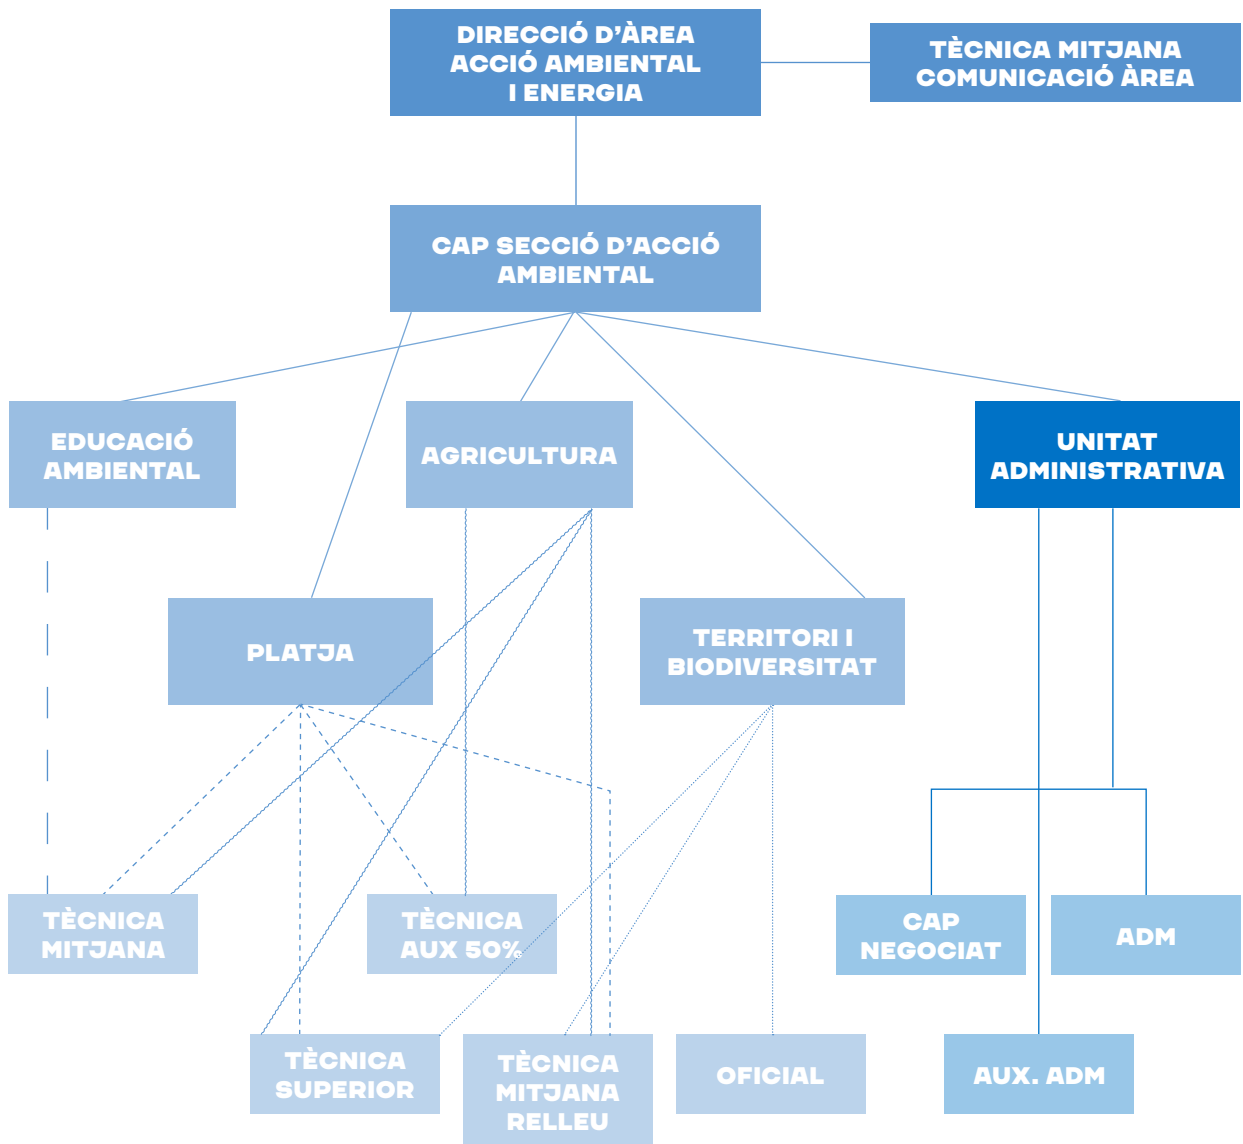 DIRECCIÓ D’ÀREA
ACCIÓ AMBIENTAL
I ENERGIA
TÈCNICA MITJANA
COMUNICACIÓ ÀREA
CAP SECCIÓ D’ACCIÓ
AMBIENTAL
EDUCACIÓ
AMBIENTAL
AGRICULTURA
UNITAT
ADMINISTRATIVA
PLATJA
TERRITORI I
BIODIVERSITAT
TÈCNICA
MITJANA
TÈCNICA
AUX 50%
CAP
NEGOCIAT
ADM
TÈCNICA
SUPERIOR
TÈCNICA
MITJANA
RELLEU
OFICIAL
AUX. ADM